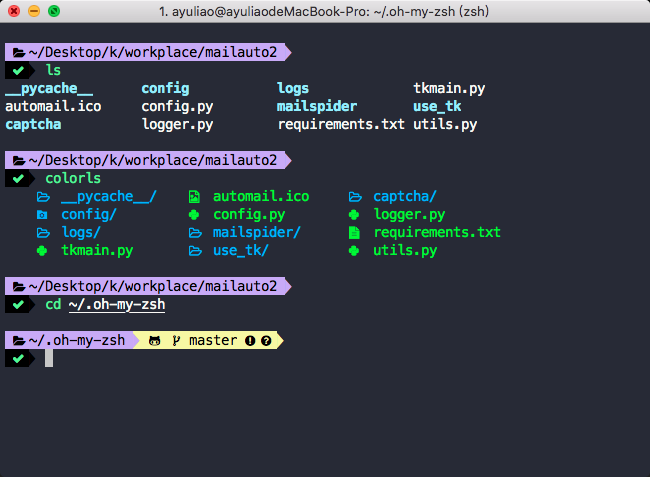 1. ayuliao@ayuliaodeMacBook-Pro: ~/.oh-my-zsh (zsh)
~/Desktop/k/workplace/mailauto2
ls
__pycache__ config logs tkmain.py
automail.ico config.py mailspider use_tk
captcha logger.py requirements.txt utils.py
~/Desktop/k/workplace/mailauto2
colorls
__pycache__/ automail.ico captcha/
config/ config.py logger.py
logs/ mailspider/ requirements.txt
tkmain.py use_tk/ utils.py
~/Desktop/k/workplace/mailauto2
cd ~/.oh-my-zsh
~/.oh-my-zsh master